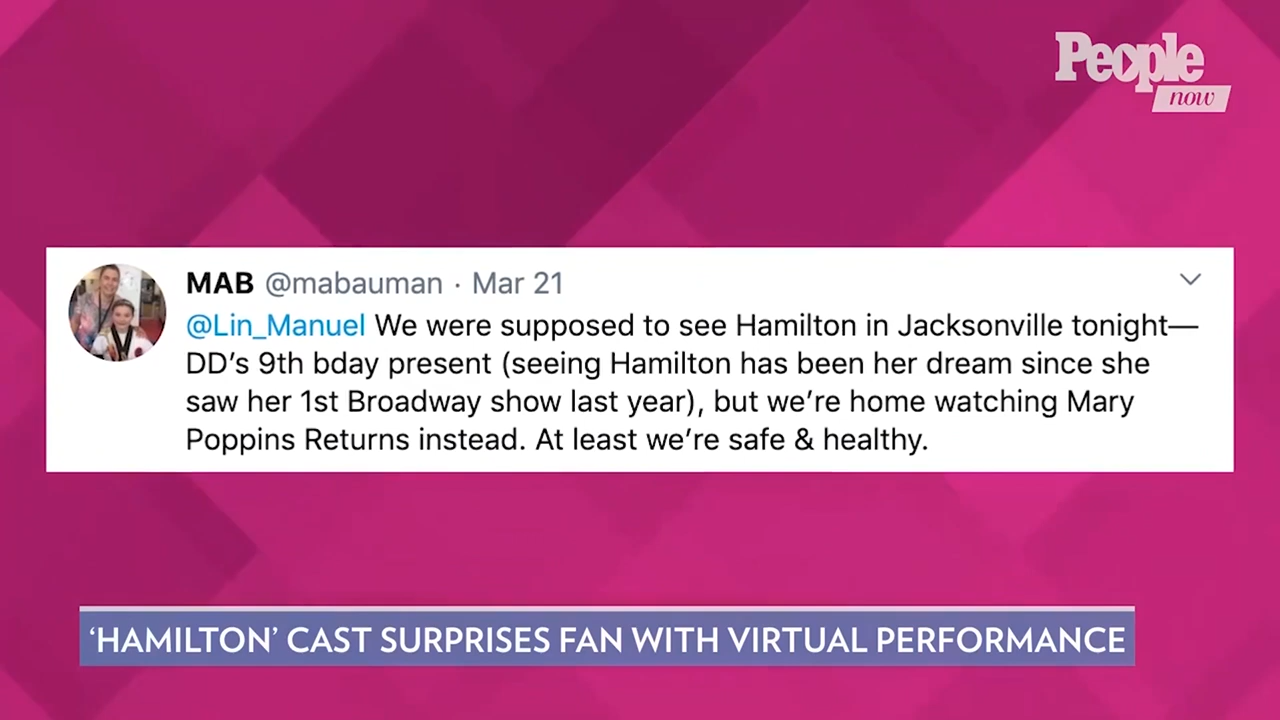 People
now
MAB @mabauman · Mar 21
@Lin_Manuel We were supposed to see Hamilton in Jacksonville tonight—
DD’s 9th bday present (seeing Hamilton has been her dream since she
saw her 1st Broadway show last year), but we’re home watching Mary
Poppins Returns instead. At least we’re safe & healthy.
‘HAMILTON’ CAST SURPRISES FAN WITH VIRTUAL PERFORMANCE